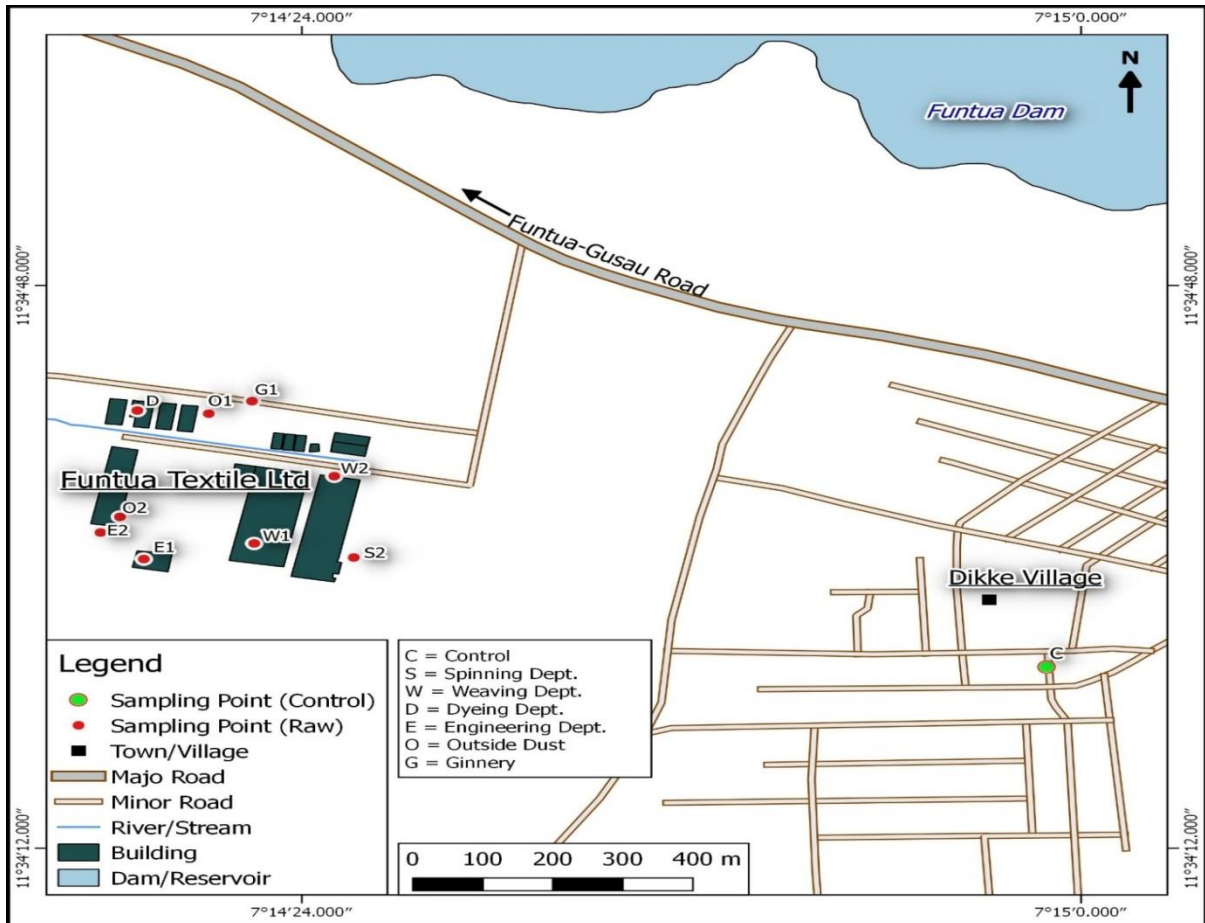 7°14′24.000″
7°15′0.000″
N
Funtua Dam
Funtua-Gusau Road
11°34′48.000″
11°34′48.000″
G1
D
O1
W2
Funtua Textile Ltd
O2
E2
W1
E1
S2
Dikke Village
C
Legend
Sampling Point (Control)
Sampling Point (Raw)
Town/Village
Majo Road
Minor Road
River/Stream
Building
Dam/Reservoir
C = Control
S = Spinning Dept.
W = Weaving Dept.
D = Dyeing Dept.
E = Engineering Dept.
O = Outside Dust
G = Ginnery
0 100 200 300 400 m
11°34′12.000″
11°34′12.000″
7°14′24.000″
7°15′0.000″